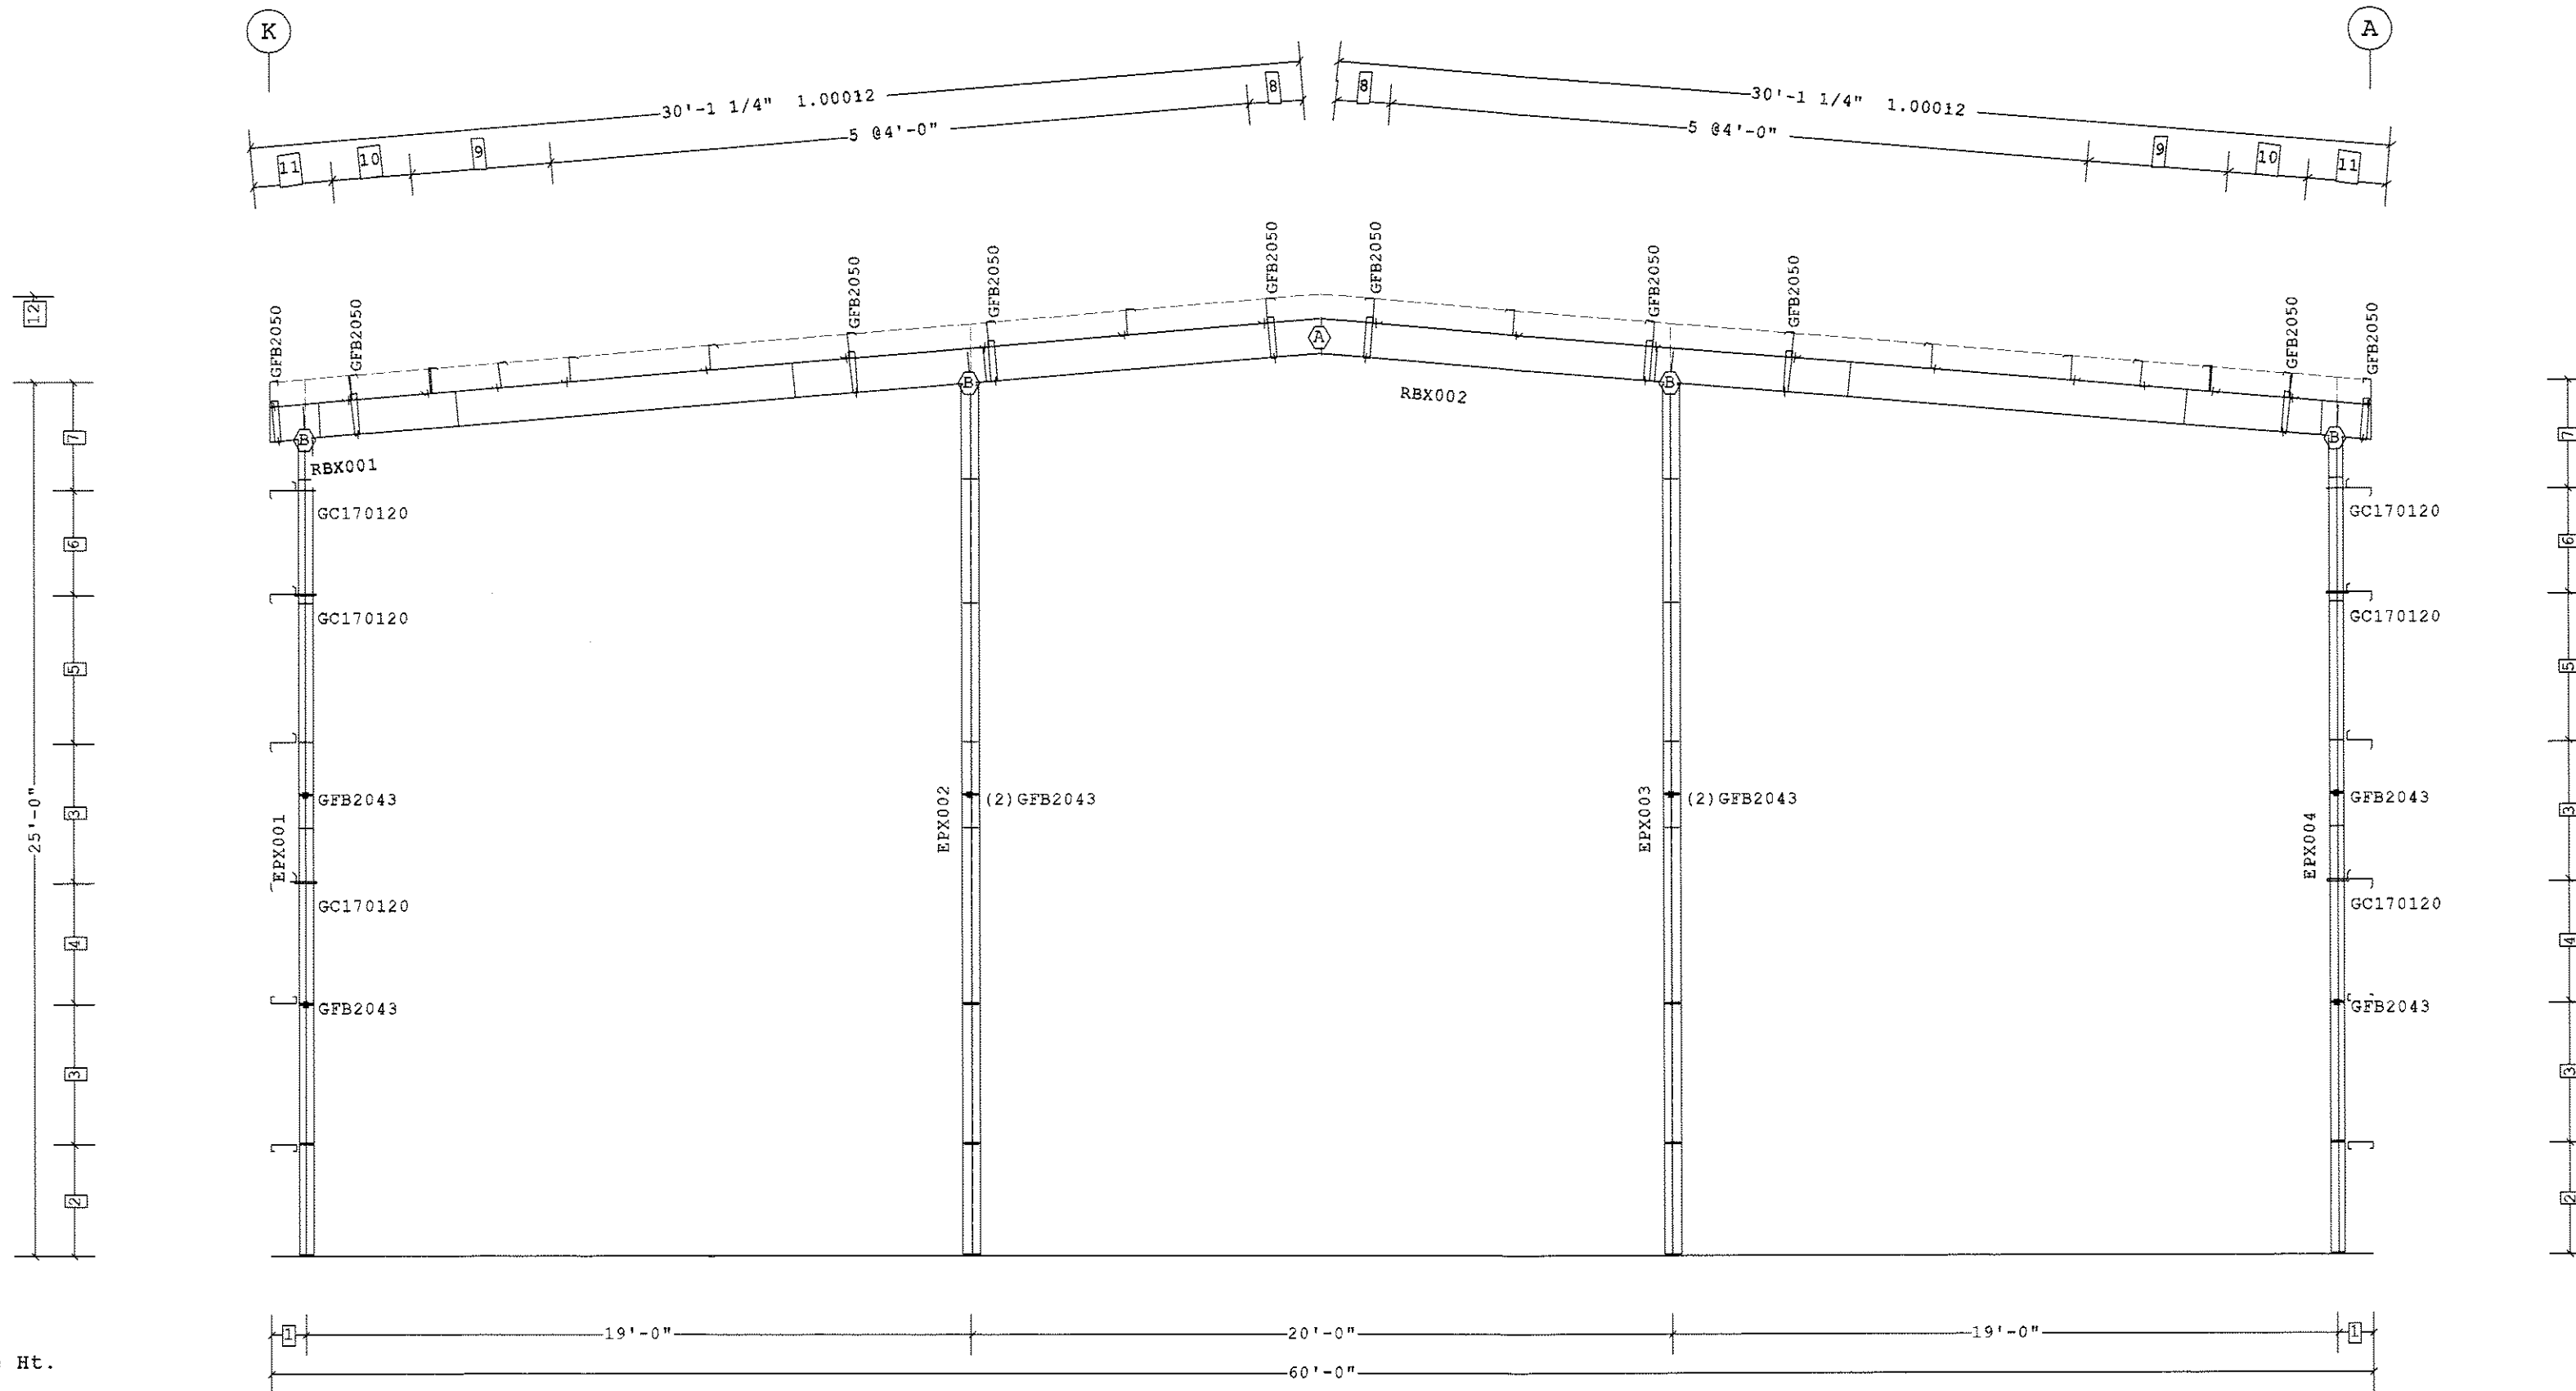 K
A
30'-1 1/4" 1.00012
30'-1 1/4" 1.00012
8
8
5 @4'-0"
5 @4'-0"
11
10
9
9
10
11
12
GFB2050
GFB2050
GFB2050
GFB2050
GFB2050
GFB2050
GFB2050
GFB2050
GFB2050
GFB2050
A
B
B
B
B
RBX001
RBX002
7
6
5
3
4
3
2
25'-0"
7
6
5
3
4
3
2
GC170120
GC170120
GFB2043
GC170120
GFB2043
EPX001
EPX002
(2)GFB2043
EPX003
(2)GFB2043
EPX004
GC170120
GC170120
GFB2043
GC170120
GFB2043
1
19'-0"
20'-0"
19'-0"
1
60'-0"
Ht.